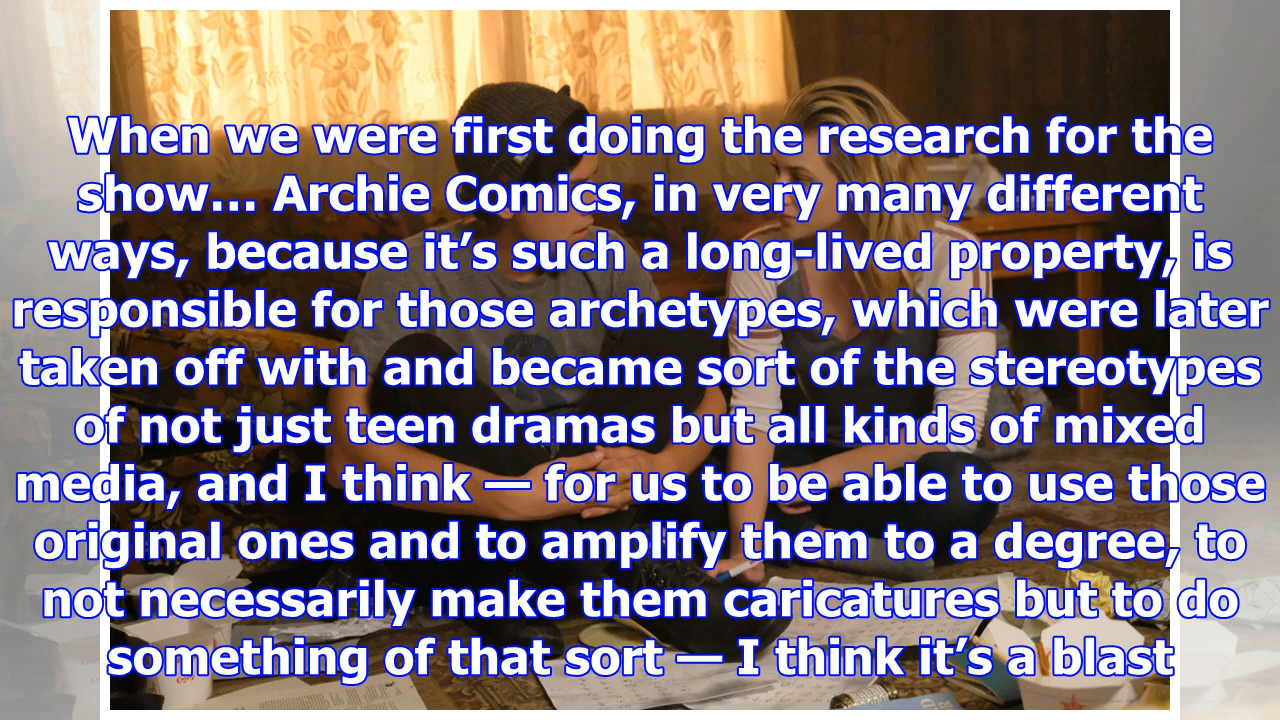 When we were first doing the research for the
show… Archie Comics, in very many different
ways, because it’s such a long-lived property, is
responsible for those archetypes, which were later
taken off with and became sort of the stereotypes
of not just teen dramas but all kinds of mixed
media, and I think — for us to be able to use those
original ones and to amplify them to a degree, to
not necessarily make them caricatures but to do
something of that sort — I think it’s a blast